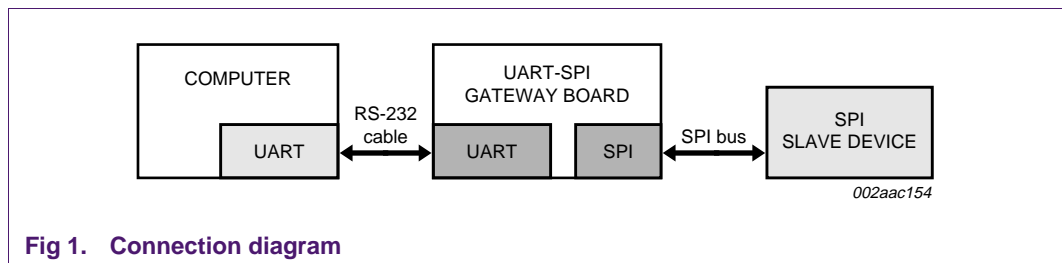 COMPUTER
UART
RS-232
cable
UART-SPI
GATEWAY BOARD
UART
SPI
SPI bus
SPI
SLAVE DEVICE
002aac154
Fig 1. Connection diagram